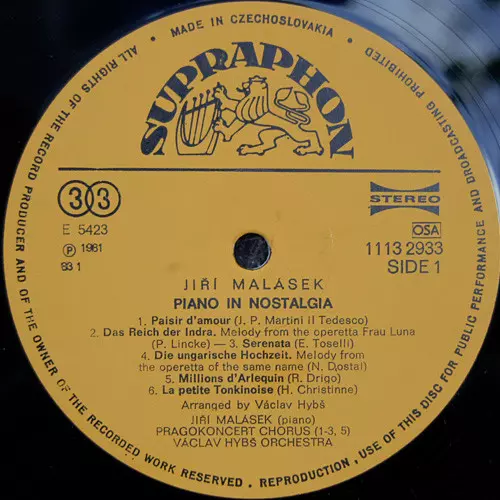 MADE IN CZECHOSLOVAKIA
ALL RIGHTS OF THE RECORD PRODUCER AND OF THE OWNER OF THE RECORDED WORK RESERVED. REPRODUCTION, USE OF THIS DISC FOR PUBLIC PERFORMANCE AND BROADCASTING PROHIBITED
SUPRAPHON
33
STEREO
E 5423
OSA
℗ 1981
1113 2933
83 1
SIDE 1
JIŘÍ MALÁSEK
PIANO IN NOSTALGIA
1. Paisir d'amour (J. P. Martini il Tedesco)
2. Das Reich der Indra. Melody from the operetta Frau Luna
(P. Lincke) — 3. Serenata (E. Toselli)
4. Die ungarische Hochzeit. Melody from
the operetta of the same name (N. Dostal)
5. Millions d'Arlequin (R. Drigo)
6. La petite Tonkinoise (H. Christinne)
Arranged by Václav Hybš
JIŘÍ MALÁSEK (piano)
PRAGOKONCERT CHORUS (1-3, 5)
VÁCLAV HYBŠ ORCHESTRA